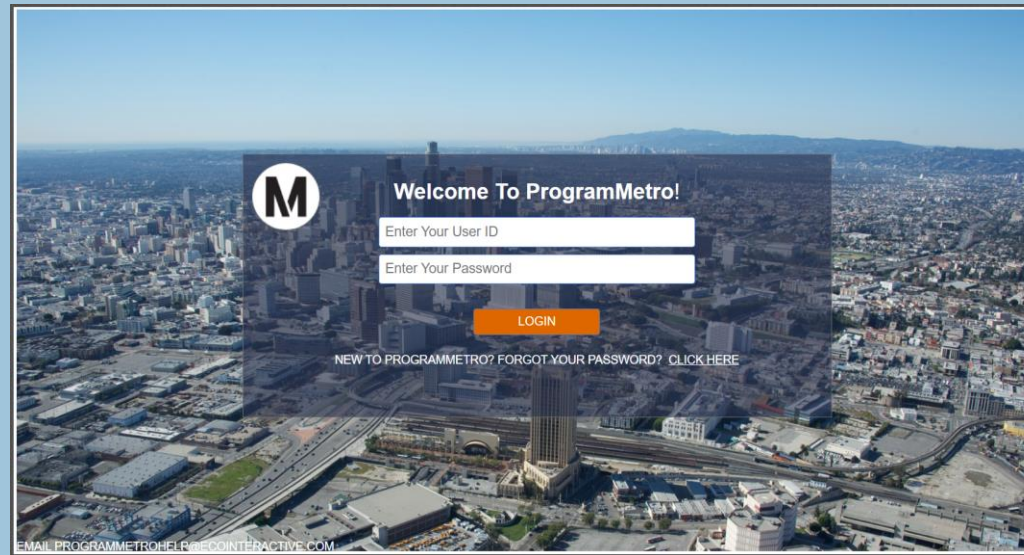 M
Welcome To ProgramMetro!
Enter Your User ID
Enter Your Password
LOGIN
NEW TO PROGRAMMETRO? FORGOT YOUR PASSWORD? CLICK HERE
EMAIL PROGRAMMETROHELP@ECOINTERACTIVE.COM